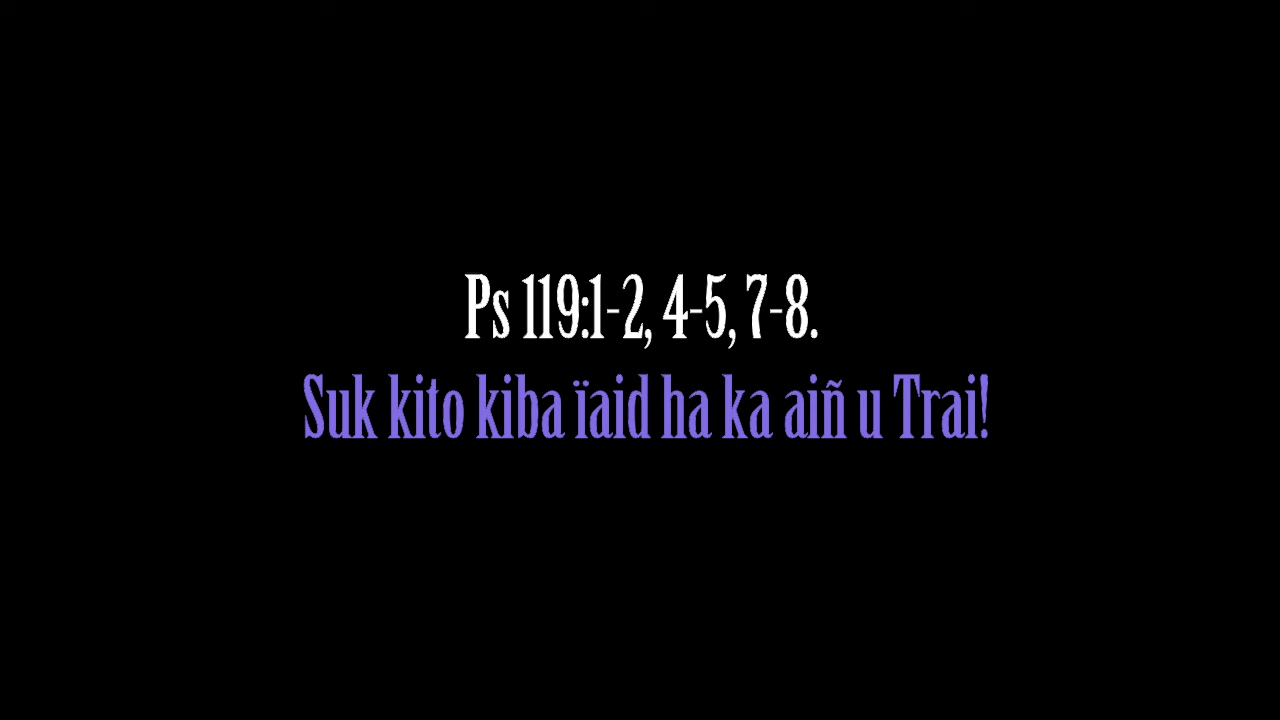 Ps 119:1-2, 4-5, 7-8.
Suk kito kiba ïaid ha ka aiñ u Trai!